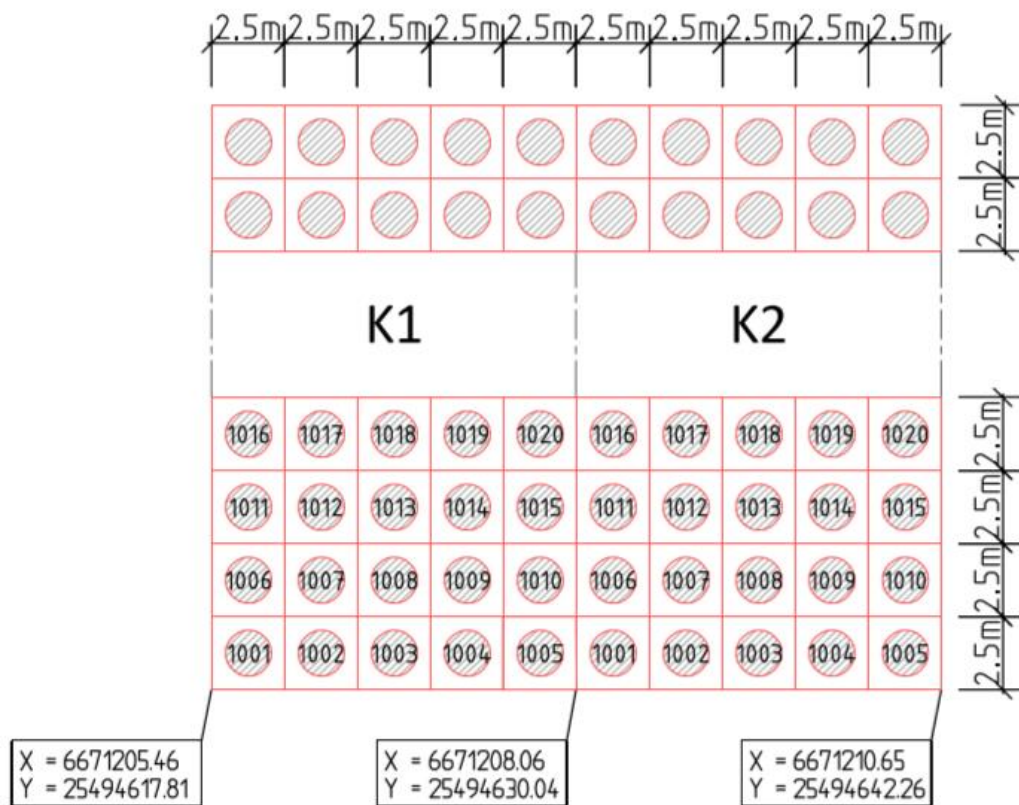 2.5m 2.5m 2.5m 2.5m 2.5m 2.5m 2.5m 2.5m 2.5m 2.5m
2.5m
2.5m
K1 K2
1016 1017 1018 1019 1020 1016 1017 1018 1019 1020
2.5m
1011 1012 1013 1014 1015 1011 1012 1013 1014 1015
2.5m
1006 1007 1008 1009 1010 1006 1007 1008 1009 1010
2.5m
1001 1002 1003 1004 1005 1001 1002 1003 1004 1005
2.5m
X = 6671205.46
Y = 25494617.81
X = 6671208.06
Y = 25494630.04
X = 6671210.65
Y = 25494642.26